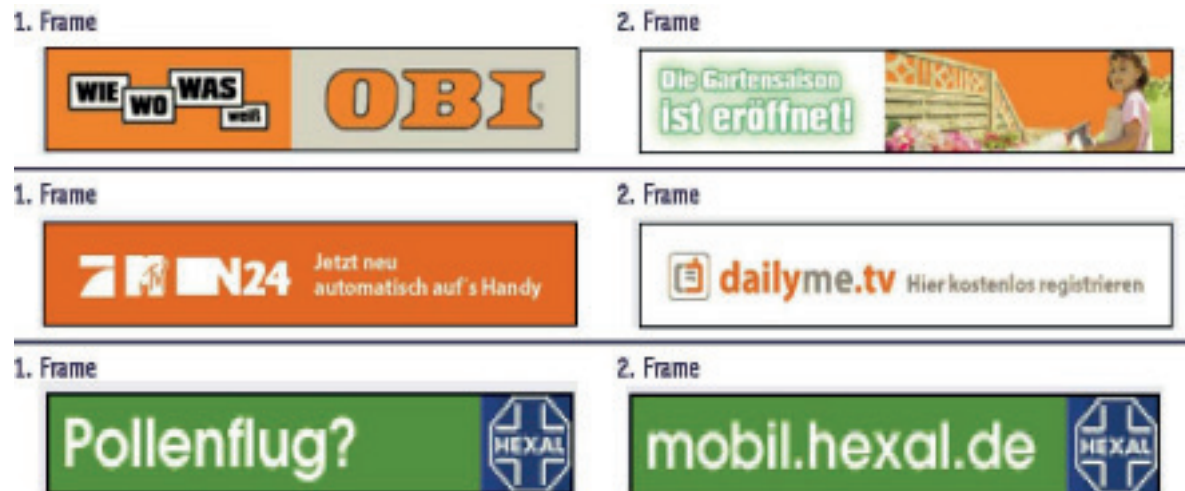 1. Frame
2. Frame
WIE WO WAS weiß
OBI
Die Gartensaison
ist eröffnet!
1. Frame
2. Frame
N24
Jetzt neu
automatisch auf's Handy
dailyme.tv Hier kostenlos registrieren
1. Frame
2. Frame
Pollenflug?
HEXAL
mobil.hexal.de
HEXAL